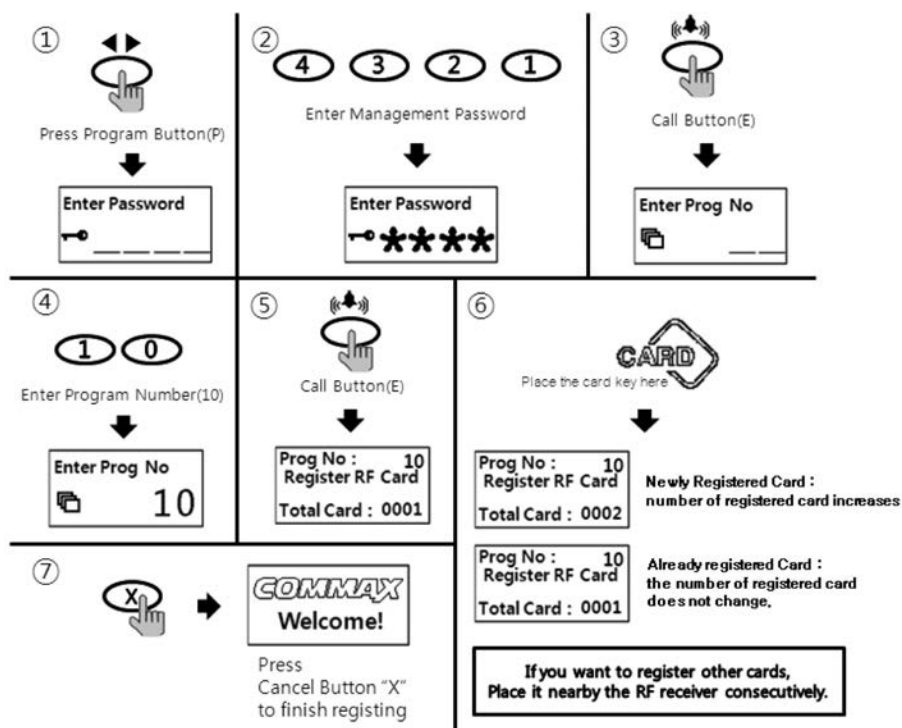 ①
Press Program Button(P)
Enter Password
②
4 3 2 1
Enter Management Password
Enter Password
③
Call Button(E)
Enter Prog No
④
1 0
Enter Program Number(10)
Enter Prog No
10
⑤
Call Button(E)
Prog No : 10
Register RF Card
Total Card : 0001
⑥
CARD
Place the card key here
Prog No : 10
Register RF Card
Total Card : 0002
Newly Registered Card :
number of registered card increases
Prog No : 10
Register RF Card
Total Card : 0001
Already registered Card :
the number of registered card
does not change.
If you want to register other cards,
Place it nearby the RF receiver consecutively.
⑦
X
COMMAX
Welcome!
Press
Cancel Button "X"
to finish registing